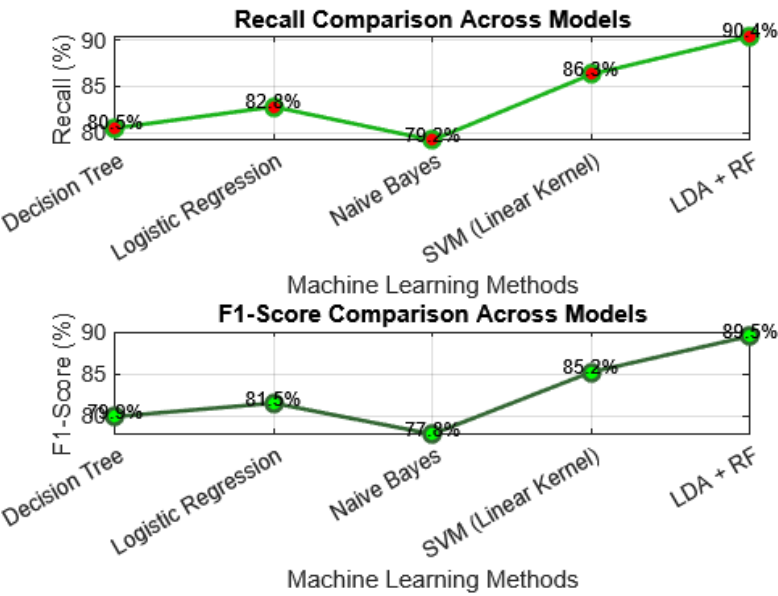 Recall Comparison Across Models
Recall (%)
90
85
80
80.5%
82.8%
79.2%
86.3%
90.4%
Decision Tree
Logistic Regression
Naive Bayes
SVM (Linear Kernel)
LDA + RF
Machine Learning Methods
F1-Score Comparison Across Models
F1-Score (%)
90
85
80
79.9%
81.5%
77.8%
85.2%
89.5%
Decision Tree
Logistic Regression
Naive Bayes
SVM (Linear Kernel)
LDA + RF
Machine Learning Methods